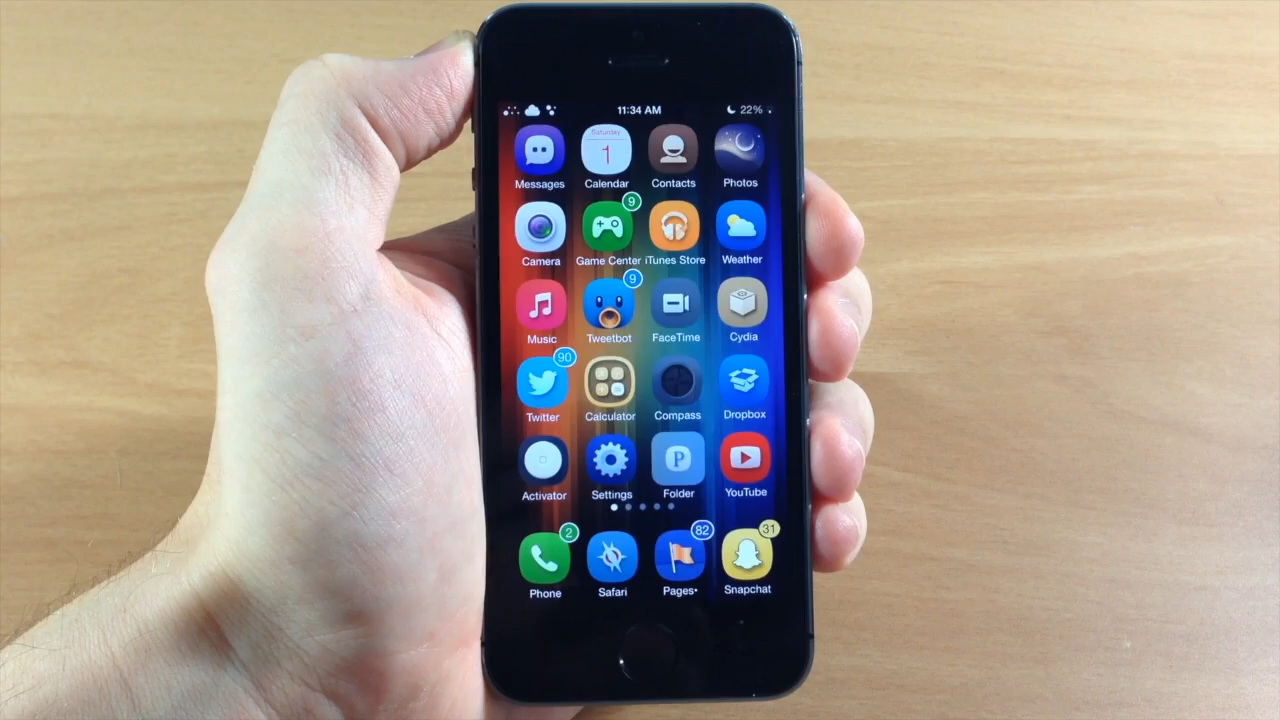 11:34 AM 22%
Saturday
1
Messages Calendar Contacts Photos
9
Camera Game Center iTunes Store Weather
9
Music Tweetbot FaceTime Cydia
90
Twitter Calculator Compass Dropbox
P
Activator Settings Folder YouTube
2 82 31
Phone Safari Pages• Snapchat